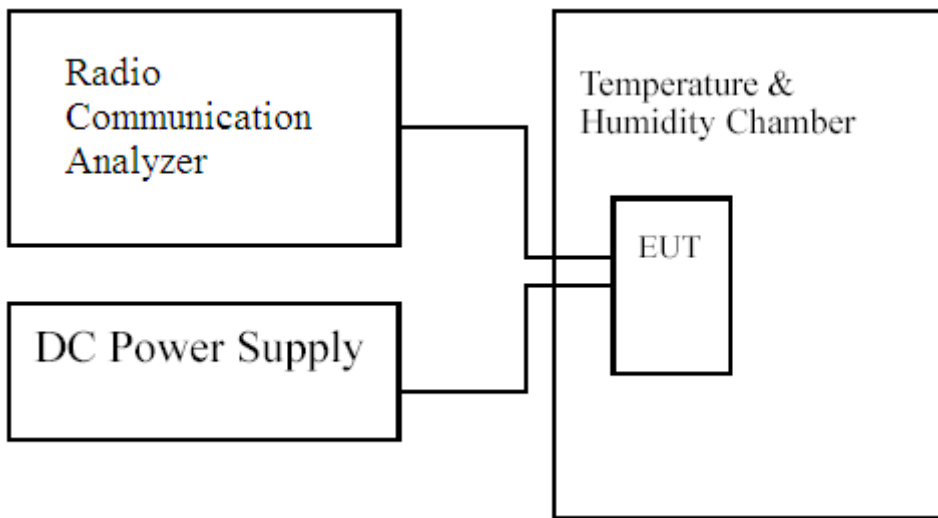 Radio
Communication
Analyzer
Temperature &
Humidity Chamber
EUT
DC Power Supply